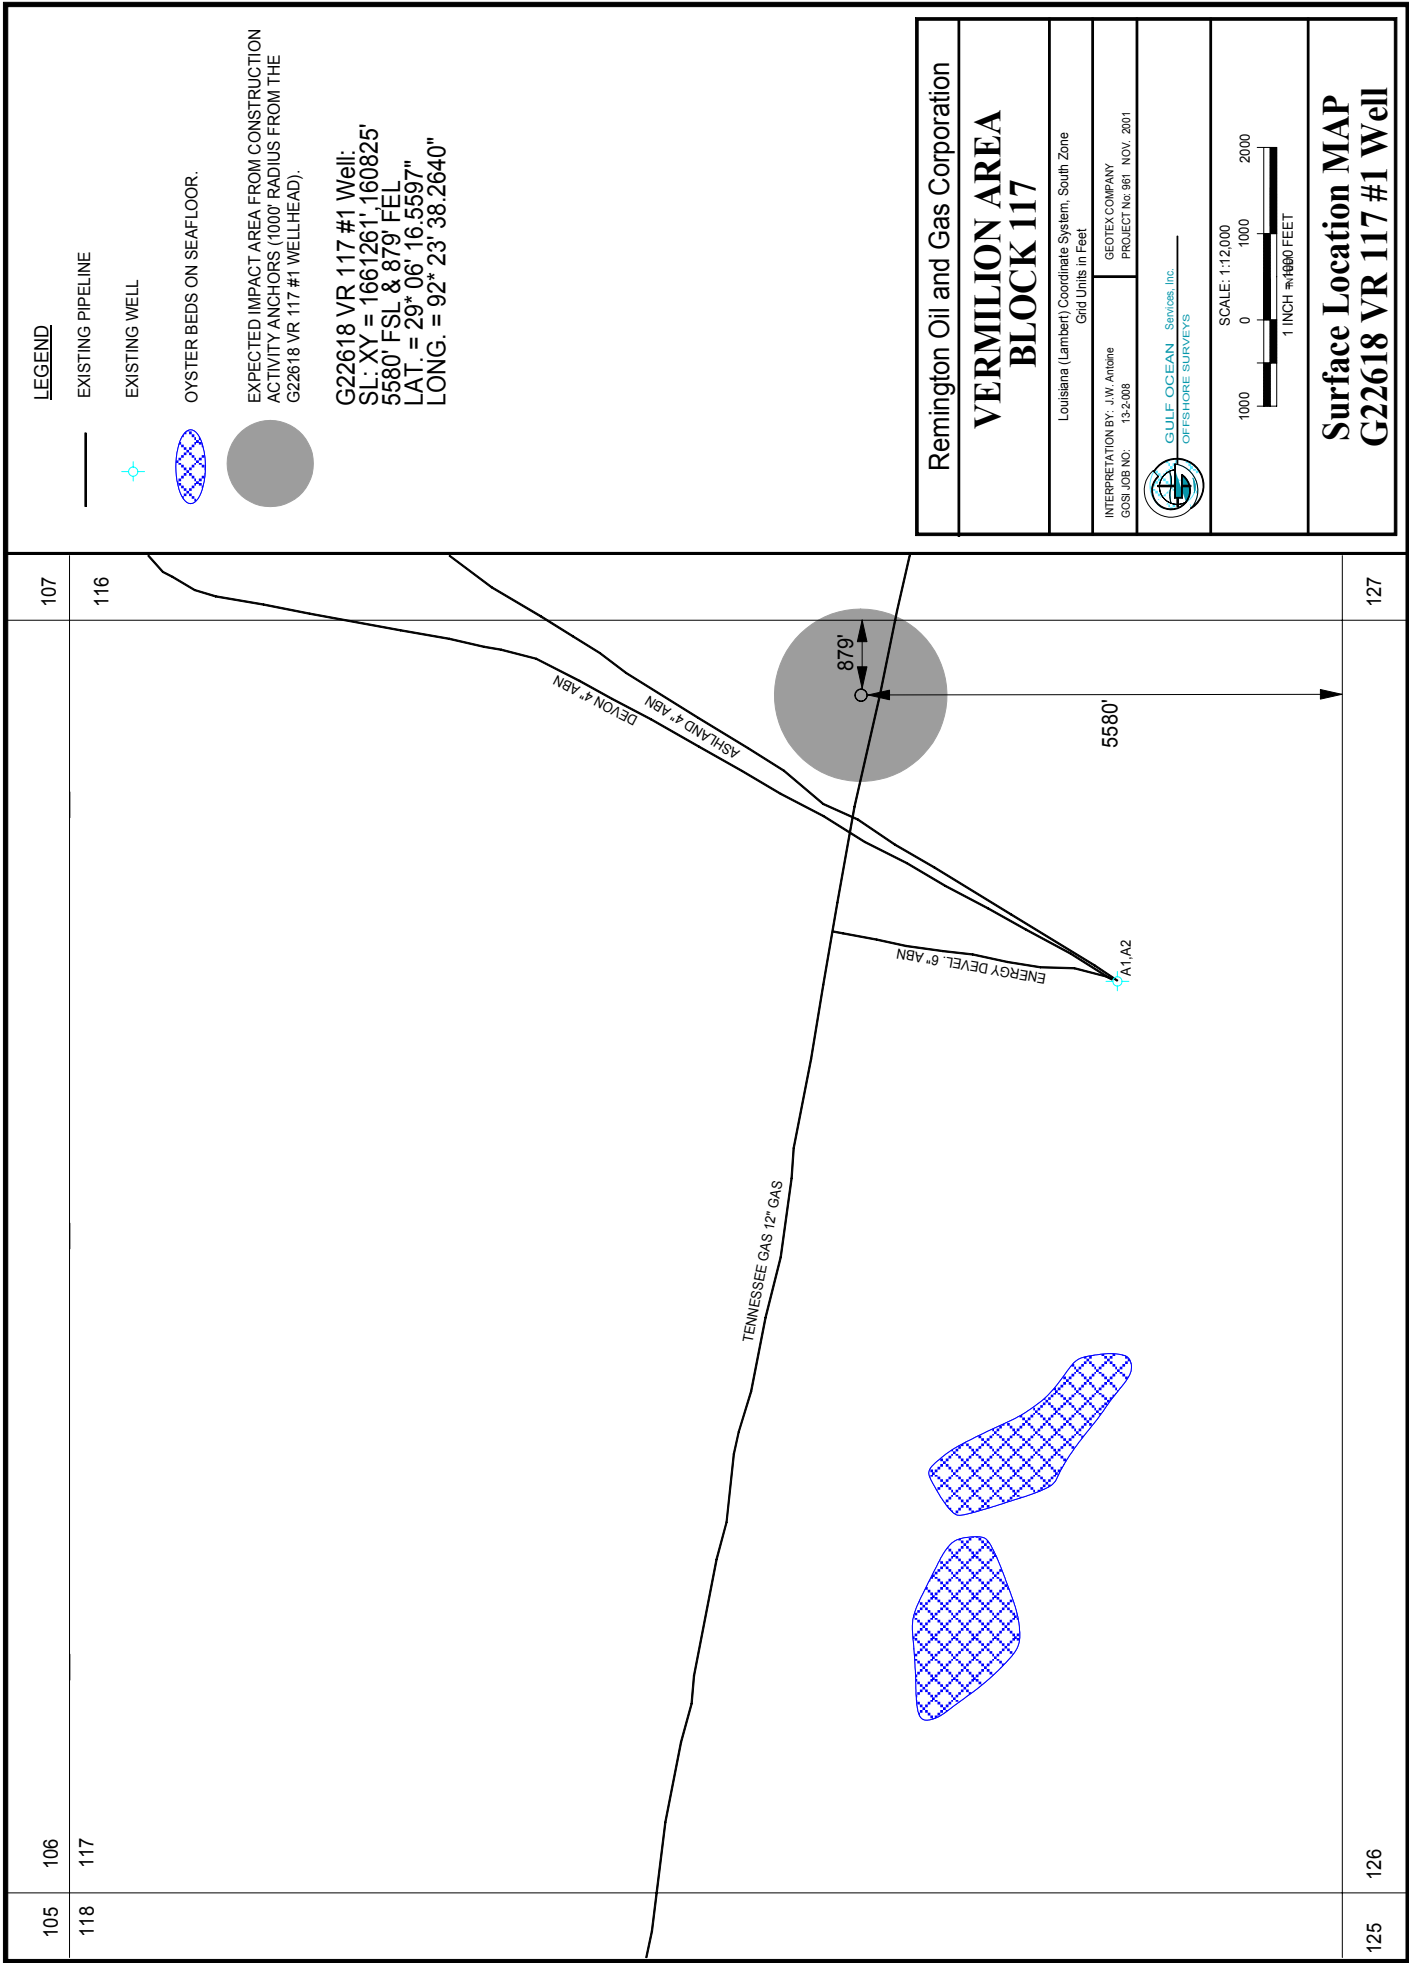 LEGEND
EXISTING PIPELINE
EXISTING WELL
OYSTER BEDS ON SEAFLOOR.
EXPECTED IMPACT AREA FROM CONSTRUCTION
ACTIVITY ANCHORS (1000' RADIUS FROM THE
G22618 VR 117 #1 WELLHEAD).
G22618 VR 117 #1 Well:
SL: XY = 1661261',160825'
5580' FSL & 879' FEL
LAT. = 29* 06' 16.5597"
LONG. = 92* 23' 38.2640"
Remington Oil and Gas Corporation
VERMILION AREA
BLOCK 117
Louisiana (Lambert) Coordinate System, South Zone
Grid Units in Feet
INTERPRETATION BY: J.W. Antoine
GOSI JOB NO: 13-2-008
GEOTEX COMPANY
PROJECT No: 961 NOV. 2001
GULF OCEAN Services, Inc.
OFFSHORE SURVEYS
SCALE: 1:12,000
1000 0 1000 2000
1 INCH = 1000 FEET
Surface Location MAP
G22618 VR 117 #1 Well
105
106
107
118
117
116
DEVON 4" ABN
ASHLAND 4" ABN
879'
5580'
ENERGY DEVEL. 6" ABN
A1,A2
TENNESSEE GAS 12" GAS
125
126
127